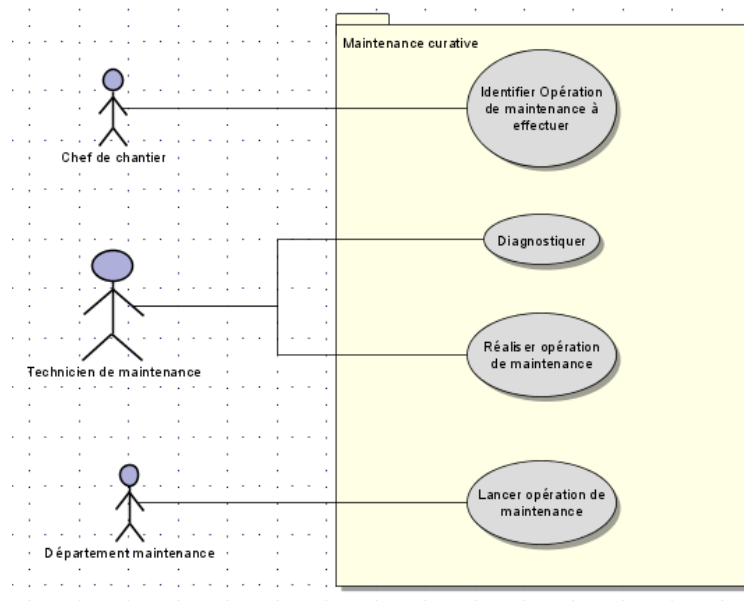 Maintenance curative
Identifier Opération
de maintenance à
effectuer
Chef de chantier
Diagnostiquer
Technicien de maintenance
Réaliser opération
de maintenance
Lancer opération de
maintenance
Département maintenance